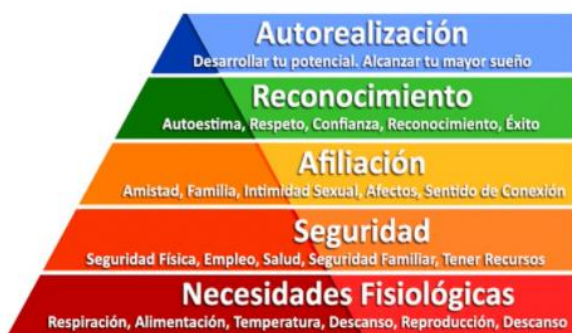 Autorealización
Desarrollar tu potencial. Alcanzar tu mayor sueño
Reconocimiento
Autoestima, Respeto, Confianza, Reconocimiento, Éxito
Afiliación
Amistad, Familia, Intimidad Sexual, Afectos, Sentido de Conexión
Seguridad
Seguridad Física, Empleo, Salud, Seguridad Familiar, Tener Recursos
Necesidades Fisiológicas
Respiración, Alimentación, Temperatura, Descanso, Reproducción, Descanso